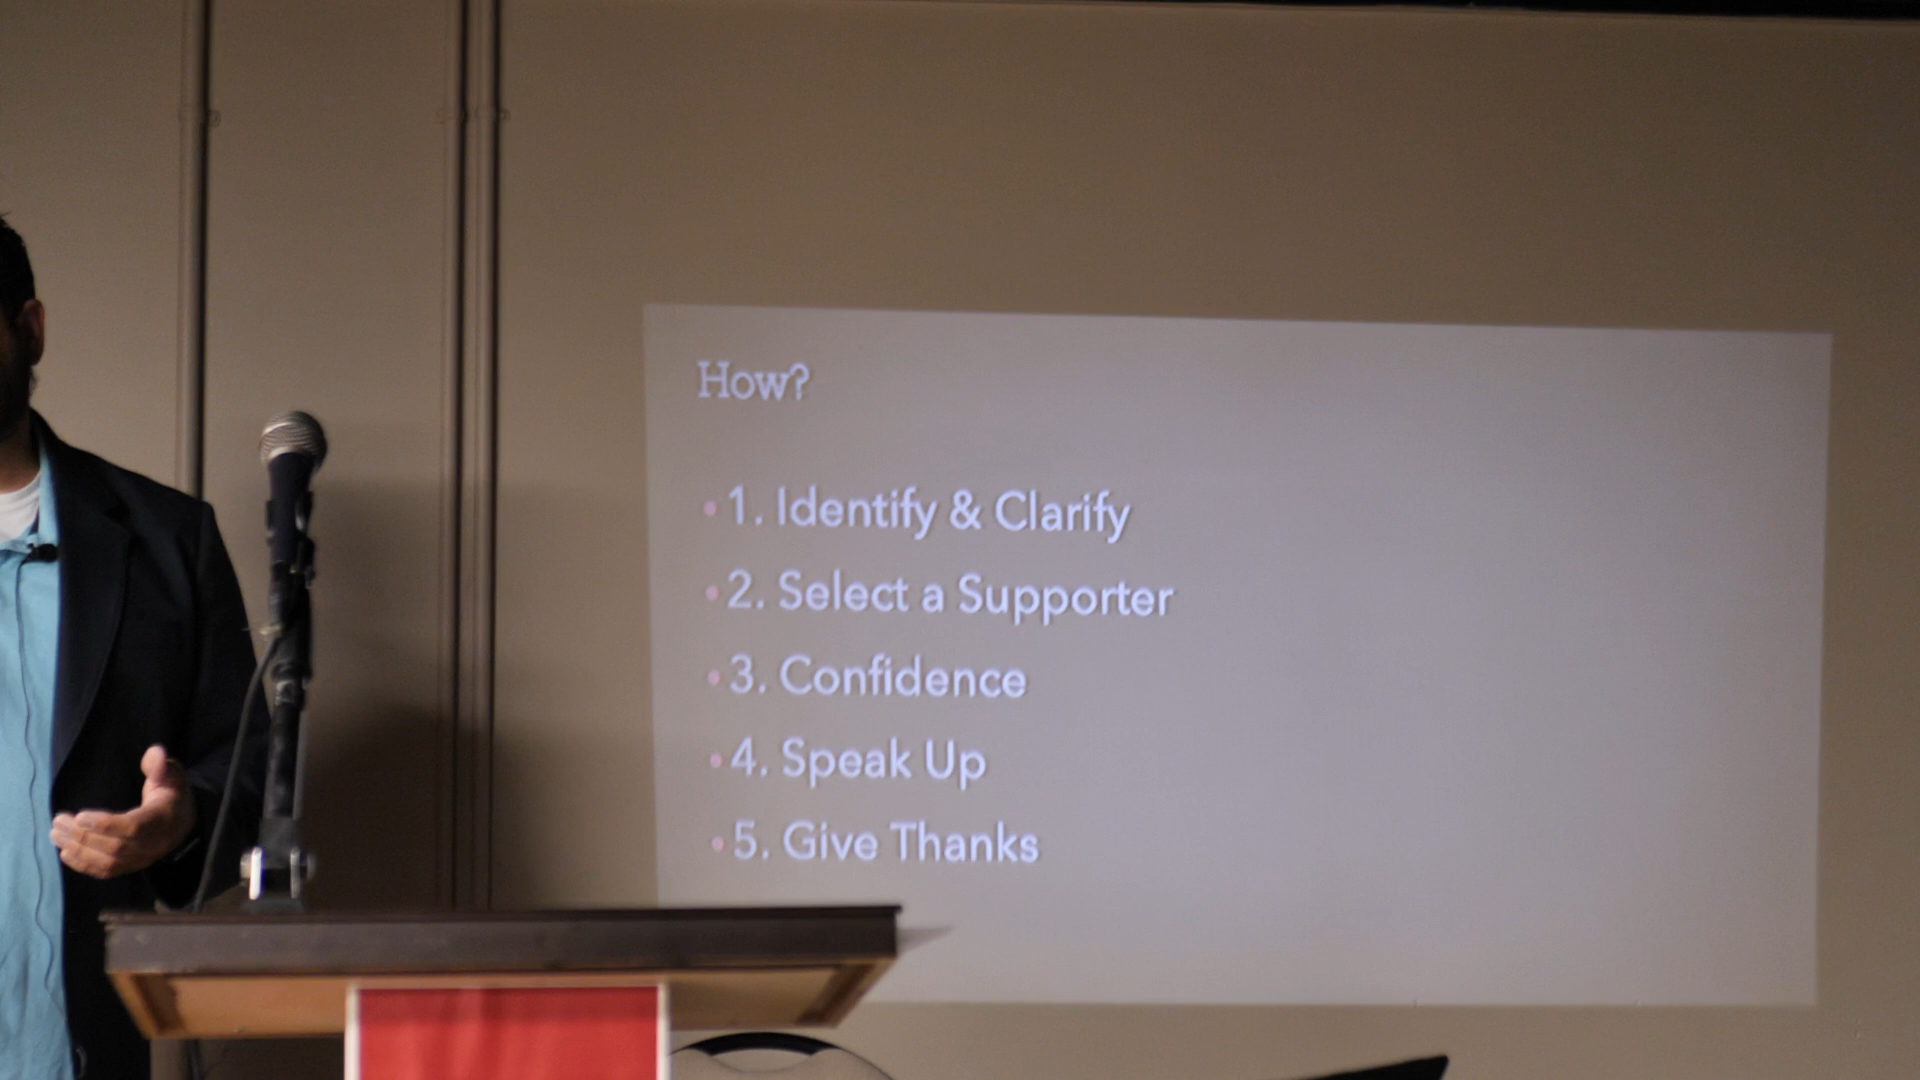 How?
• 1. Identify & Clarify
• 2. Select a Supporter
• 3. Confidence
• 4. Speak Up
• 5. Give Thanks